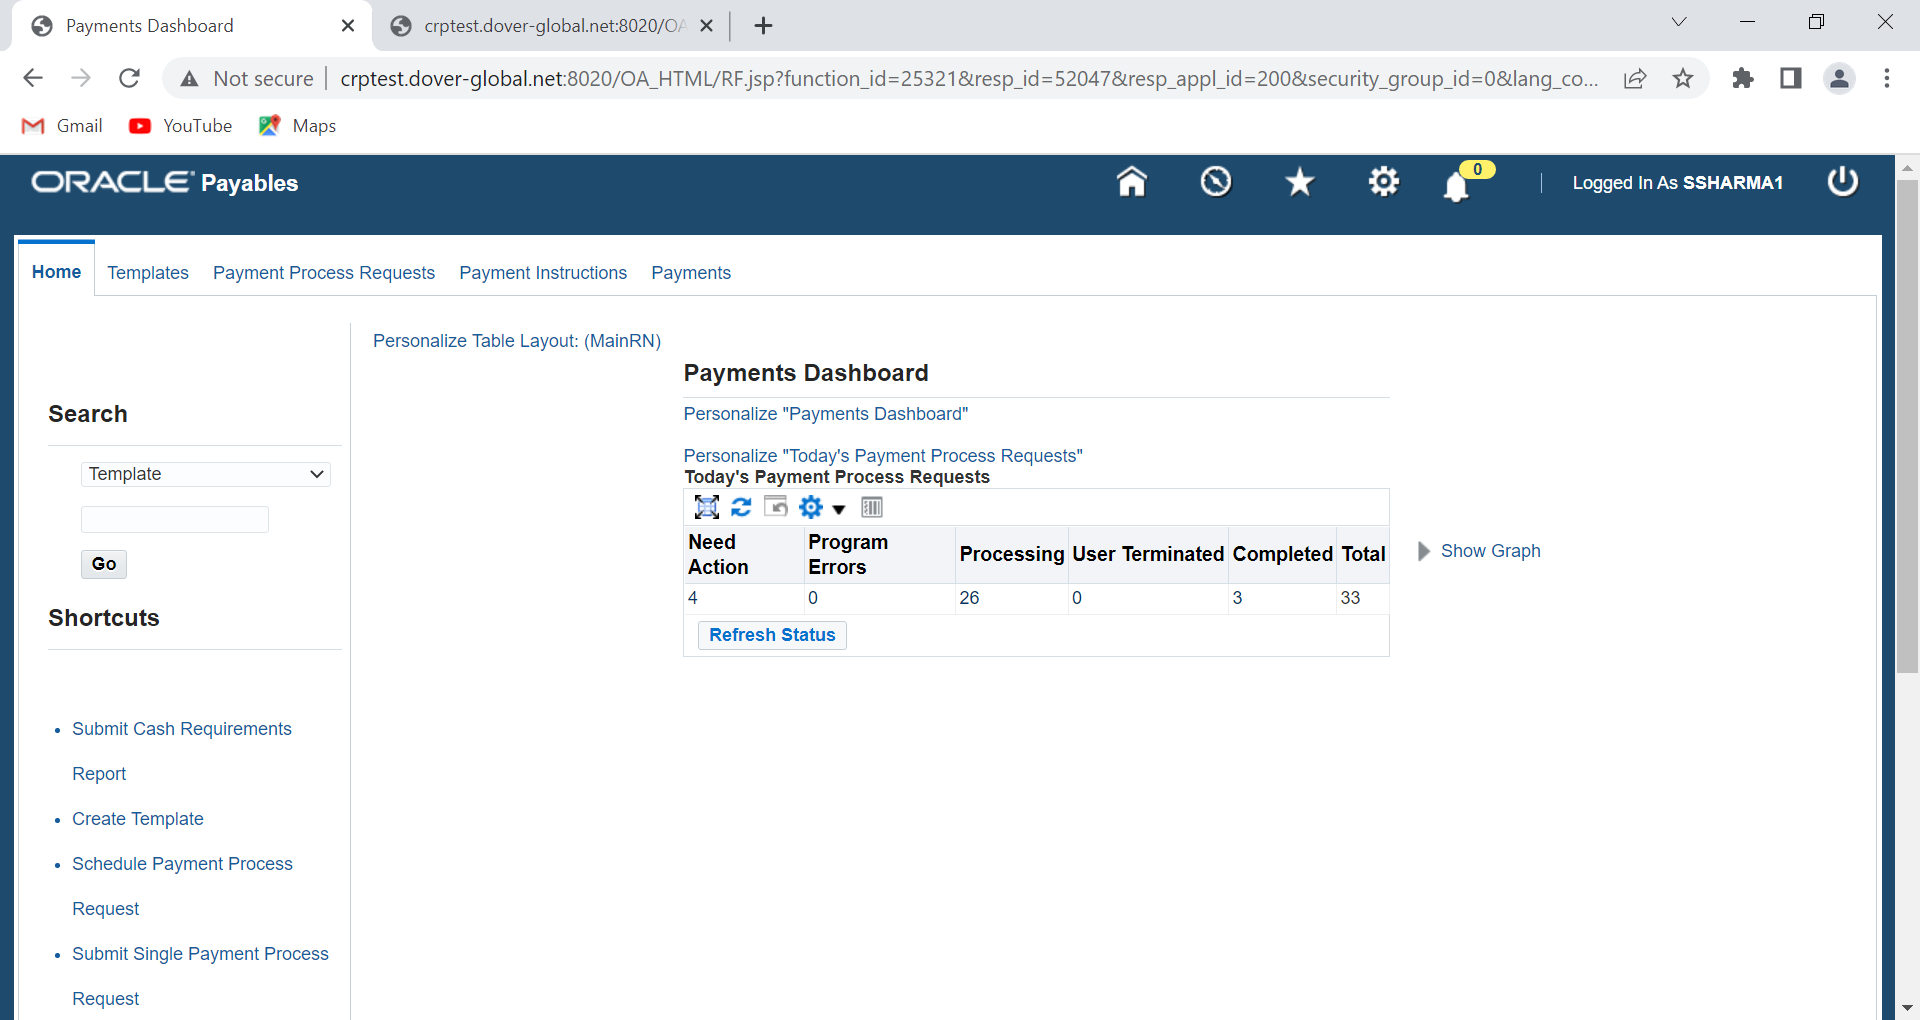 Payments Dashboard
crptest.dover-global.net:8020/OA
Not secure
crptest.dover-global.net:8020/OA_HTML/RF.jsp?function_id=25321&resp_id=52047&resp_appl_id=200&security_group_id=0&lang_co...
Gmail
YouTube
Maps
ORACLE Payables
0
Logged In As SSHARMA1
Home
Templates
Payment Process Requests
Payment Instructions
Payments
Search
Template
Go
Shortcuts
Submit Cash Requirements
Report
Create Template
Schedule Payment Process
Request
Submit Single Payment Process
Request
Personalize Table Layout: (MainRN)
Payments Dashboard
Personalize "Payments Dashboard"
Personalize "Today's Payment Process Requests"
Today's Payment Process Requests
Need
Action
Program
Errors
Processing
User Terminated
Completed
Total
4
0
26
0
3
33
Refresh Status
Show Graph